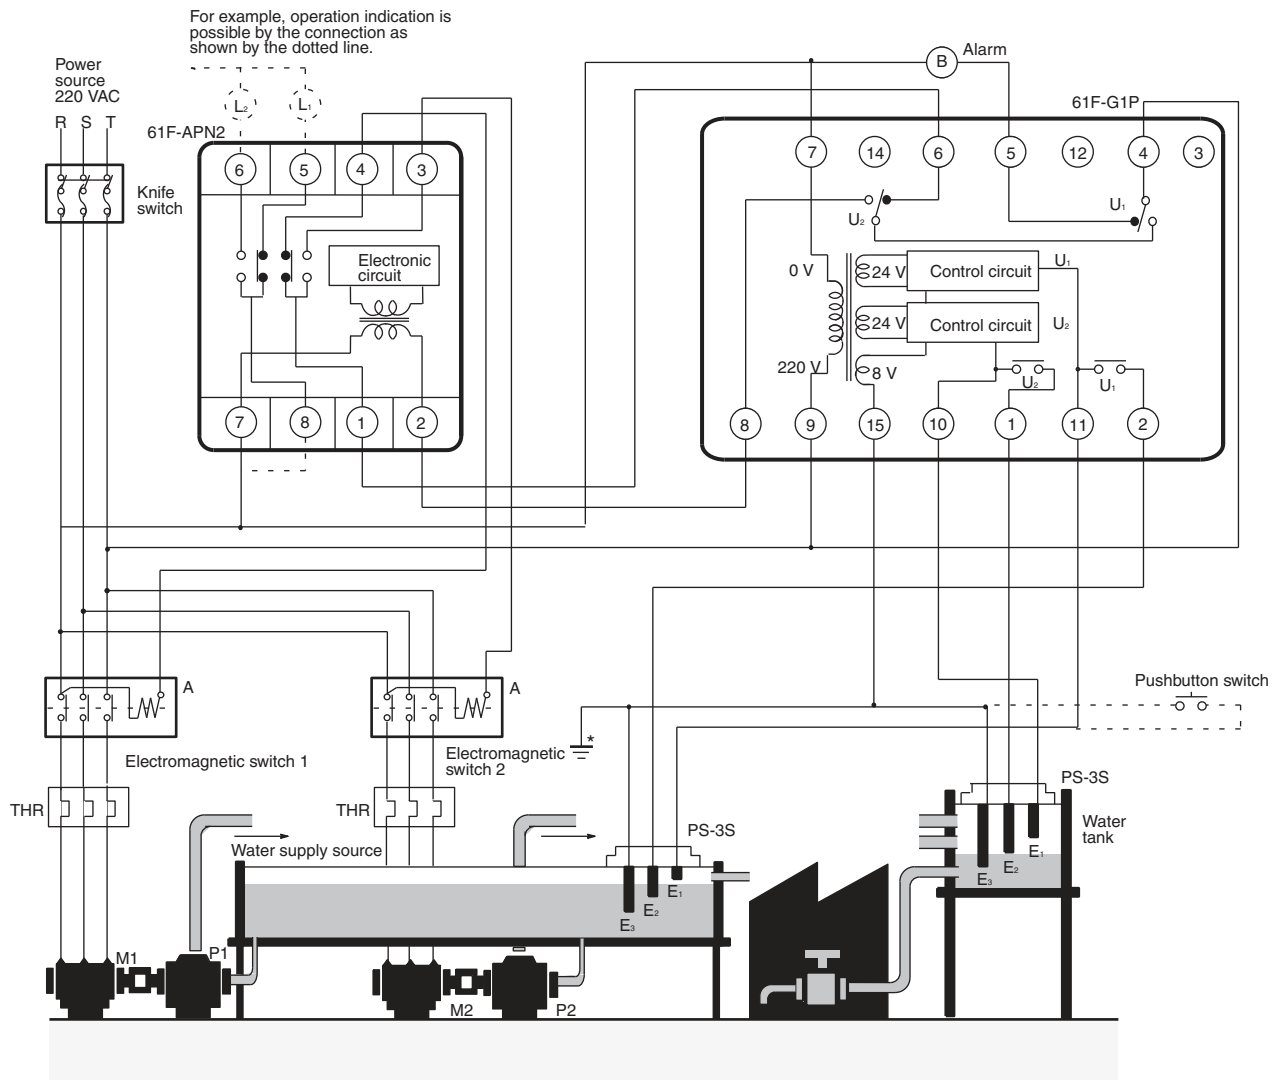 For example, operation indication is
possible by the connection as
shown by the dotted line.
Power
source
220 VAC
R S T
Knife
switch
61F-APN2
L2 L1
6 5 4 3
Electronic
circuit
7 8 1 2
B Alarm
61F-G1P
7 14 6 5 12 4 3
U2
U1
0 V
24 V Control circuit U1
24 V Control circuit U2
220 V
8 V
U2
U1
8 9 15 10 1 11 2
A
A
Electromagnetic switch 1
Electromagnetic
switch 2
*
Pushbutton switch
THR
THR
PS-3S
PS-3S
Water
tank
Water supply source
E1
E2
E3
E1
E2
E3
M1
P1
M2
P2